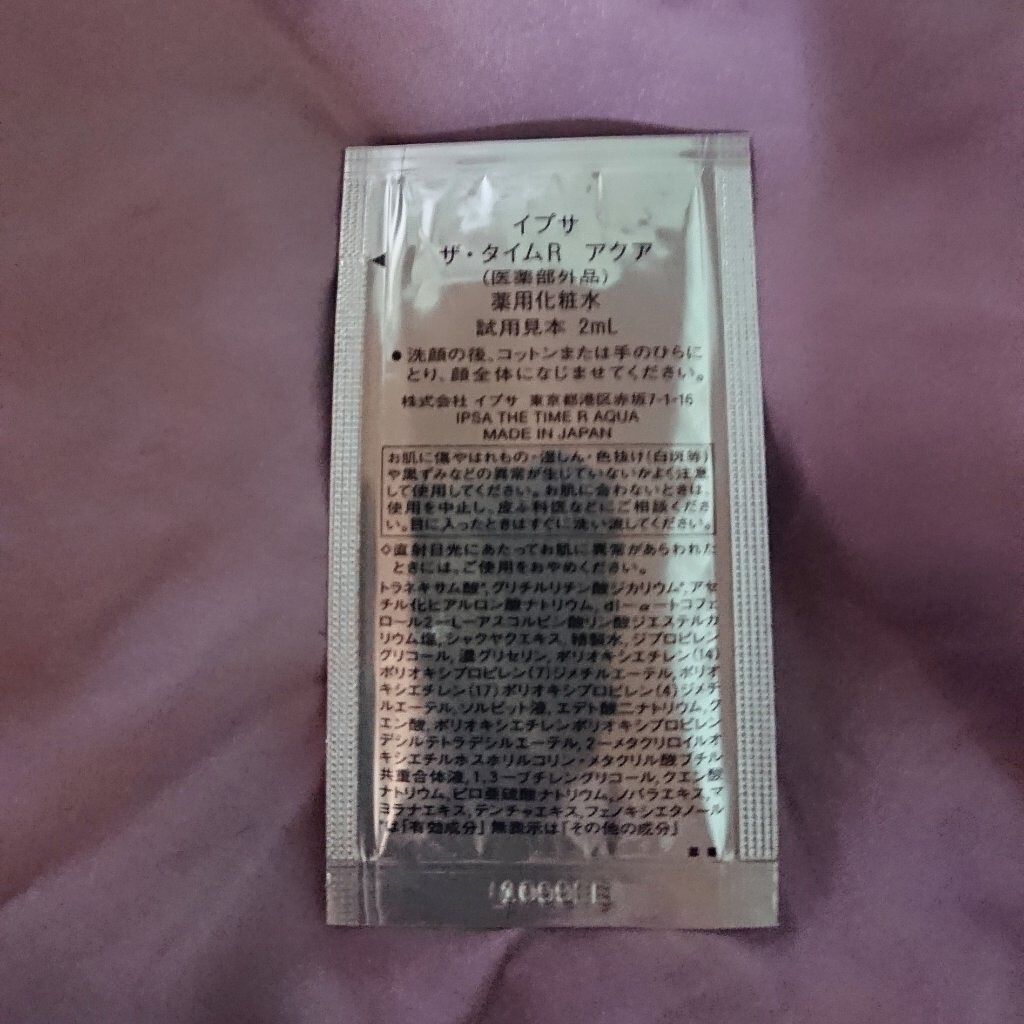 イプサ
ザ・タイムR アクア
(医薬部外品)
薬用化粧水
試用見本 2mL
●洗顔の後、コットンまたは手のひらに
とり、顔全体になじませてください。
株式会社 イプサ 東京都港区赤坂7-1-16
IPSA THE TIME R AQUA
MADE IN JAPAN
お肌に傷やはれもの・湿しん・色抜け(白斑等)
や黒ずみなどの異常が生じていないかよく注意
して使用してください。お肌に合わないときは、
使用を中止し、皮ふ科医などにご相談くださ
い。目に入ったときはすぐに洗い流してください。
◇直射日光にあたってお肌に異常があらわれた
ときには、ご使用をおやめください。
トラネキサム酸*,グリチルリチン酸ジカリウム*,アセ
チル化ヒアルロン酸ナトリウム,dl-α-トコフェ
ロール2-L-アスコルビン酸リン酸ジエステルカ
リウム塩,シャクヤクエキス,精製水,ジプロピレン
グリコール,濃グリセリン,ポリオキシエチレン(14)
ポリオキシプロピレン(7)ジメチルエーテル,ポリオ
キシエチレン(17)ポリオキシプロピレン(4)ジメチ
ルエーテル,ソルビット液,エデト酸二ナトリウム,ク
エン酸,ポリオキシエチレンポリオキシプロピレン
デシルテトラデシルエーテル,2-メタクリロイルオ
キシエチルホスホリルコリン・メタクリル酸ブチル
共重合体液,1,3-ブチレングリコール,クエン酸
ナトリウム,ピロ亜硫酸ナトリウム,ノバラエキス,マ
ヨラナエキス,テンチャエキス,フェノキシエタノール
*は「有効成分」無表示は「その他の成分」